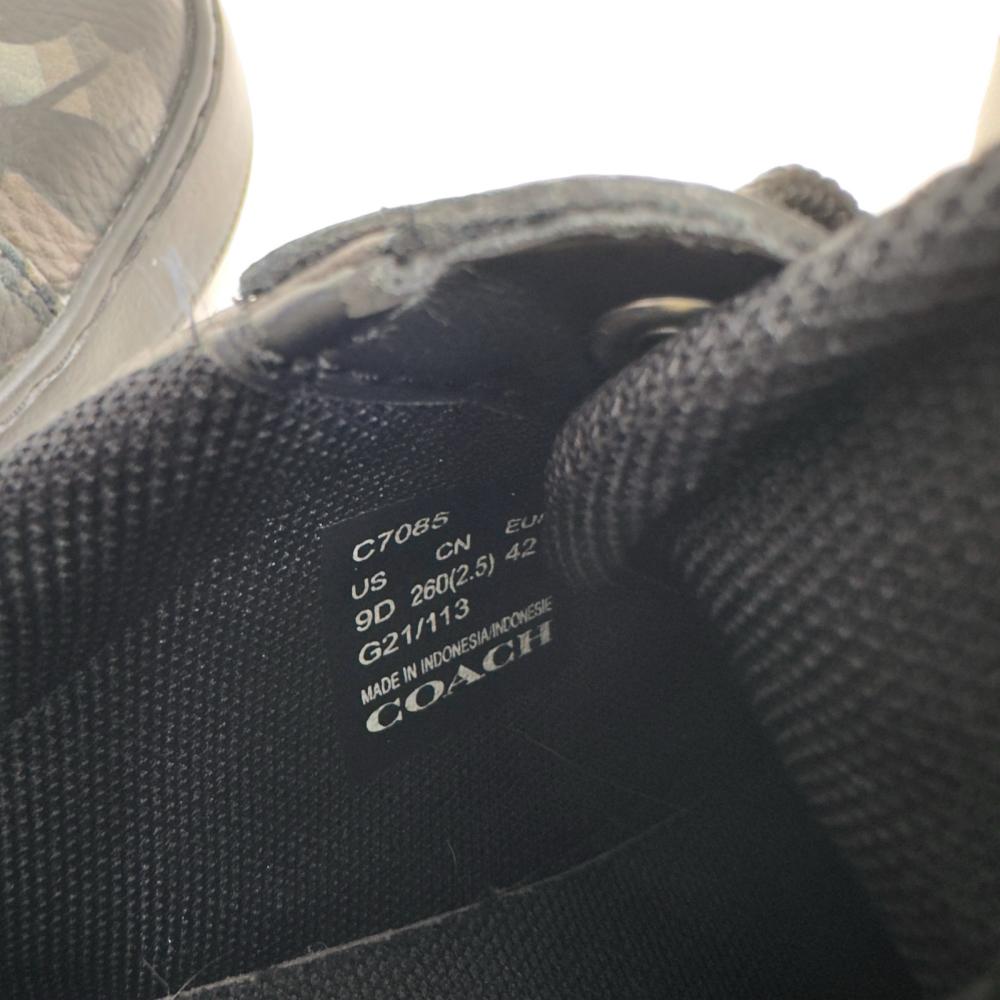 C7085
US CN
9D 260(2.5) 42
G21/113
MADE IN INDONESIA/INDONESIE
COACH